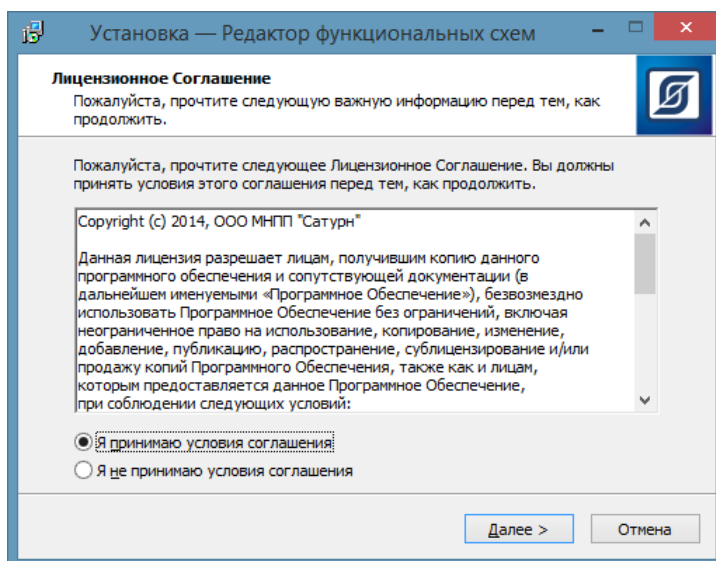 Установка — Редактор функциональных схем
Лицензионное Соглашение
Пожалуйста, прочтите следующую важную информацию перед тем, как
продолжить.
Пожалуйста, прочтите следующее Лицензионное Соглашение. Вы должны
принять условия этого соглашения перед тем, как продолжить.
Copyright (c) 2014, ООО МНПП "Сатурн"
Данная лицензия разрешает лицам, получившим копию данного
программного обеспечения и сопутствующей документации (в
дальнейшем именуемыми «Программное Обеспечение»), безвозмездно
использовать Программное Обеспечение без ограничений, включая
неограниченное право на использование, копирование, изменение,
добавление, публикацию, распространение, сублицензирование и/или
продажу копий Программного Обеспечения, также как и лицам,
которым предоставляется данное Программное Обеспечение,
при соблюдении следующих условий:
Я принимаю условия соглашения
Я не принимаю условия соглашения
Далее >
Отмена